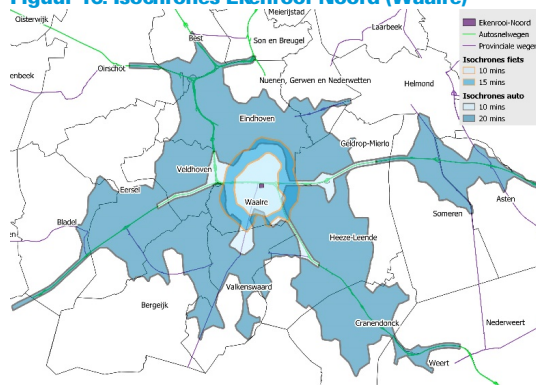 Figuur 10. Isochrones Ekenrooi Noord (Waalre)
Oisterwijk
Meierijstad
Laarbeek
Best
Son en Breugel
Oirschot
enbeek
Nuenen, Gerwen en Nederwetten
Helmond
Eindhoven
Geldrop-Mierlo
Veldhoven
Eersel
Waalre
Asten
Someren
Bladel
Heeze-Leende
Valkenswaard
Bergeijk
Cranendonck
Nederweert
Weert
Ekenrooi-Noord
Autosnelwegen
Provinciale wegen
Isochrones fiets
10 mins
15 mins
Isochrones auto
10 mins
20 mins